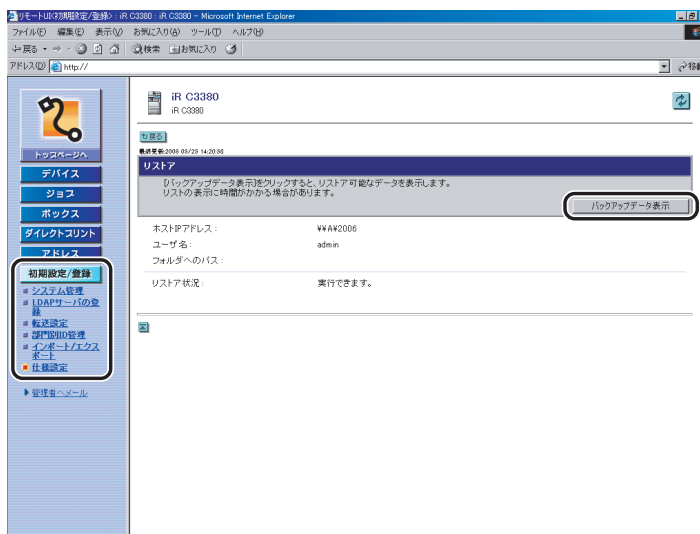 リモートUI<初期設定/登録> : iR C3380 : iR C3380 - Microsoft Internet Explorer
ファイル(F) 編集(E) 表示(V) お気に入り(A) ツール(T) ヘルプ(H)
戻る 検索 お気に入り
アドレス(D) http:// 移動
iR C3380
iR C3380
戻る
トップページへ
デバイス
ジョブ
ボックス
ダイレクトプリント
アドレス
初期設定/登録
システム管理
LDAPサーバの登
録
転送設定
部門別ID管理
インポート/エクス
ポート
仕様設定
管理者へメール
リストア
[バックアップデータ表示]をクリックすると、リストア可能なデータを表示します。
リストの表示に時間がかかる場合があります。
バックアップデータ表示
ホストIPアドレス : ¥¥A¥2006
ユーザ名 : admin
フォルダへのパス :
リストア状況 : 実行できます。